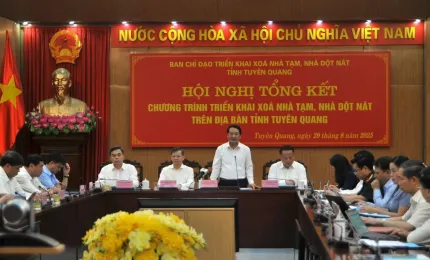 NƯỚC CỘNG HÒA XÃ HỘI CHỦ NGHĨA VIỆT NAM
BAN CHỈ ĐẠO TRIỂN KHAI XOÁ NHÀ TẠM, NHÀ DỘT NÁT
TỈNH TUYÊN QUANG
HỘI NGHỊ TỔNG KẾT
CHƯƠNG TRÌNH TRIỂN KHAI XOÁ NHÀ TẠM, NHÀ DỘT NÁT
TRÊN ĐỊA BÀN TỈNH TUYÊN QUANG
Tuyên Quang, ngày 29 tháng 8 năm 2025